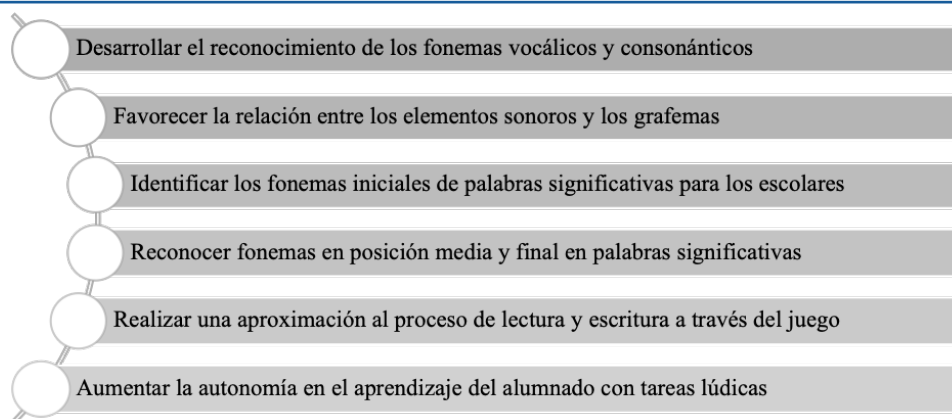 Desarrollar el reconocimiento de los fonemas vocálicos y consonánticos
Favorecer la relación entre los elementos sonoros y los grafemas
Identificar los fonemas iniciales de palabras significativas para los escolares
Reconocer fonemas en posición media y final en palabras significativas
Realizar una aproximación al proceso de lectura y escritura a través del juego
Aumentar la autonomía en el aprendizaje del alumnado con tareas lúdicas